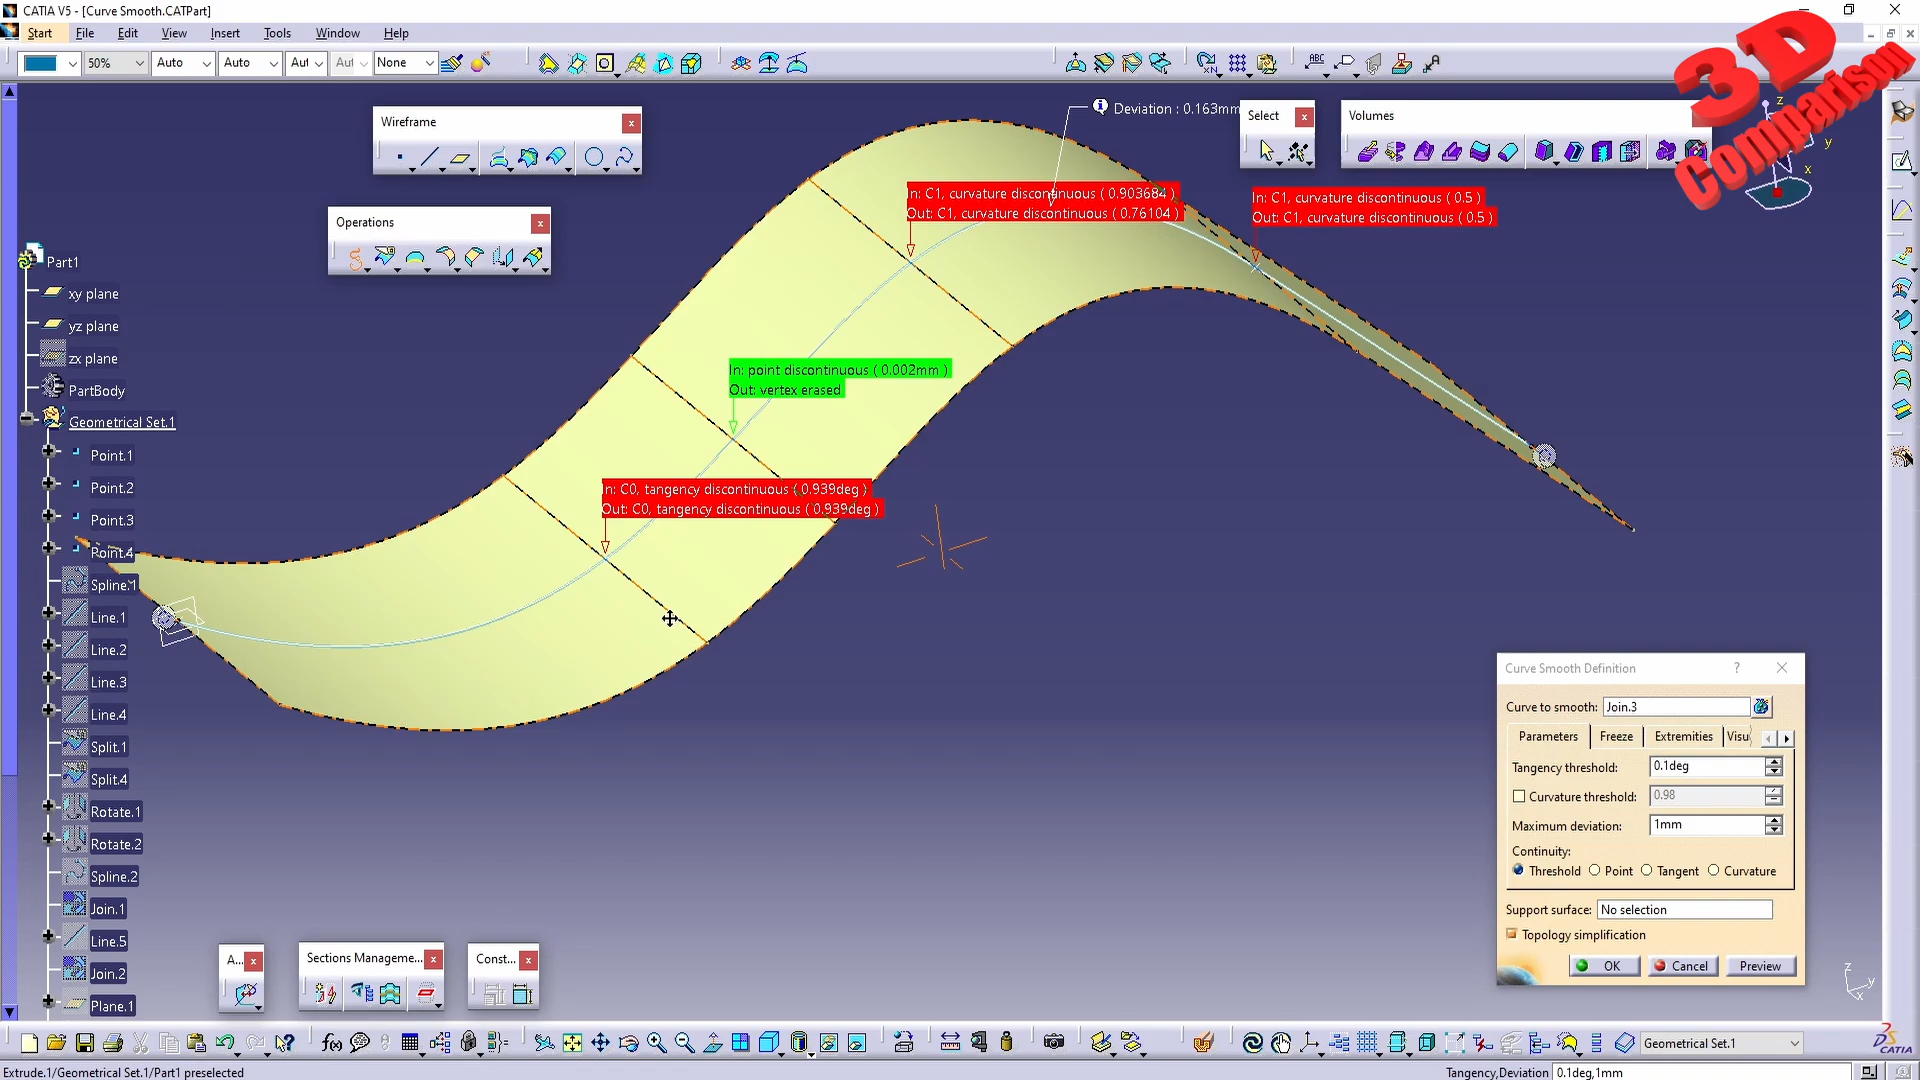 CATIA V5 - [Curve Smooth.CATPart]
Start File Edit View Insert Tools Window Help
50% Auto Auto Aut Aut None
Wireframe
Operations
Deviation : 0.163mm
Select
Volumes
3D
Comparison
z
y
x
In: C1, curvature discontinuous ( 0.903684 )
Out: C1, curvature discontinuous ( 0.76104 )
In: C1, curvature discontinuous ( 0.5 )
Out: C1, curvature discontinuous ( 0.5 )
In: point discontinuous ( 0.002mm )
Out: vertex erased
In: C0, tangency discontinuous ( 0.939deg )
Out: C0, tangency discontinuous ( 0.939deg )
Part1
xy plane
yz plane
zx plane
PartBody
Geometrical Set.1
Point.1
Point.2
Point.3
Point.4
Spline.1
Line.1
Line.2
Line.3
Line.4
Split.1
Split.4
Rotate.1
Rotate.2
Spline.2
Join.1
Line.5
Join.2
Plane.1
Curve Smooth Definition ?
Curve to smooth: Join.3
Parameters Freeze Extremities Visu
Tangency threshold: 0.1deg
Curvature threshold: 0.98
Maximum deviation: 1mm
Continuity:
Threshold Point Tangent Curvature
Support surface: No selection
Topology simplification
OK Cancel Preview
A...
Sections Manageme...
Const...
z
y
x
Geometrical Set.1
CATIA
Extrude.1/Geometrical Set.1/Part1 preselected
Tangency,Deviation 0.1deg,1mm